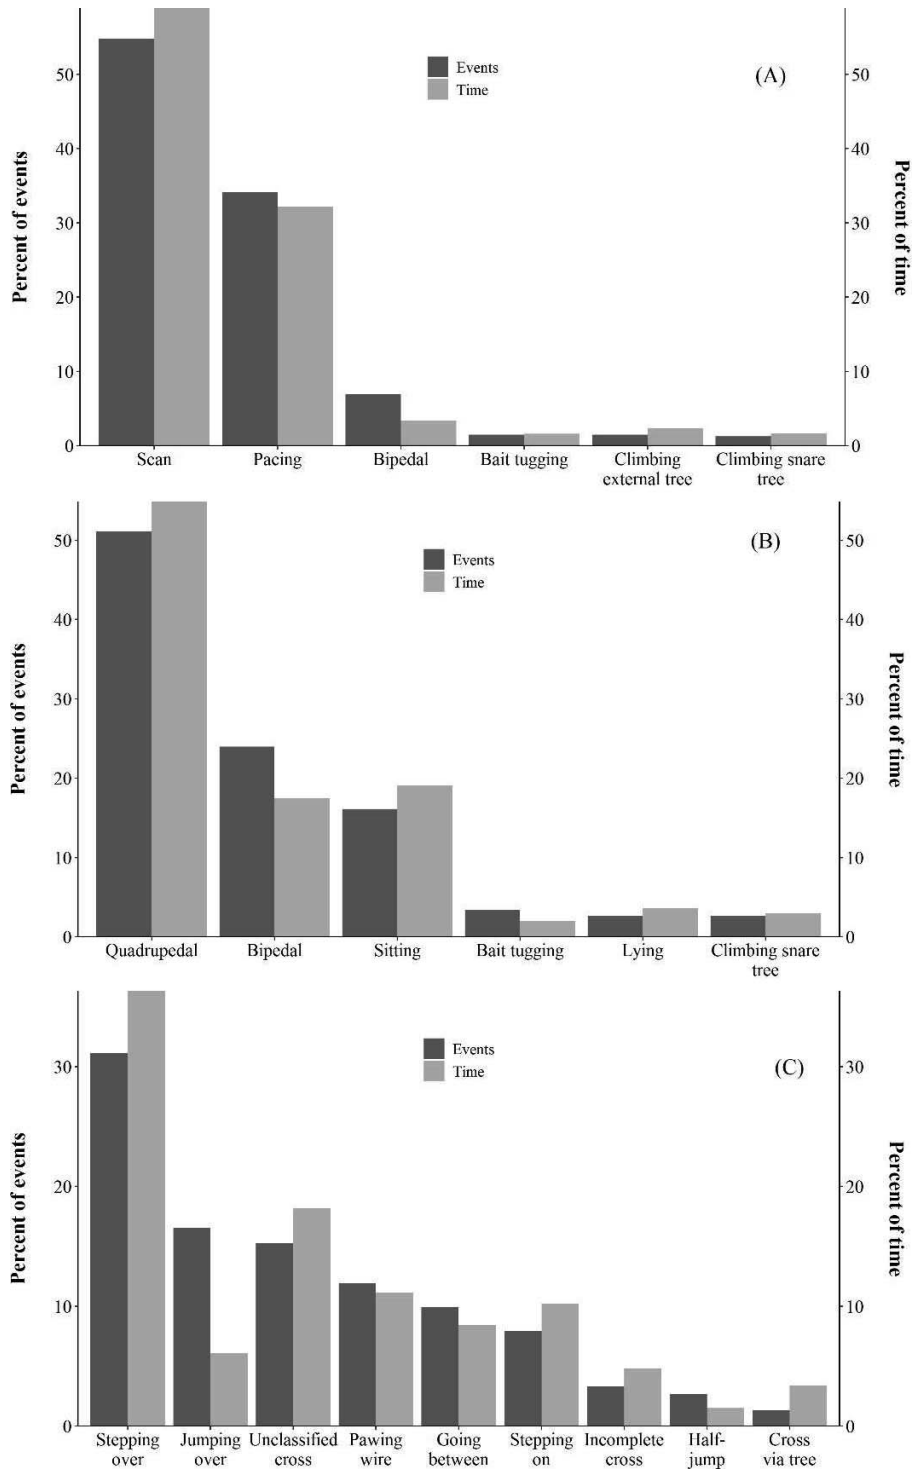 Percent of events
50
40
30
20
10
0
Events
Time
(A)
50
40
30
20
10
0
Percent of time
Scan
Pacing
Bipedal
Bait tugging
Climbing
external tree
Climbing snare
tree
Percent of events
50
40
30
20
10
0
Events
Time
(B)
50
40
30
20
10
0
Percent of time
Quadrupedal
Bipedal
Sitting
Bait tugging
Lying
Climbing snare
tree
Percent of events
30
20
10
0
Events
Time
(C)
30
20
10
0
Percent of time
Stepping
over
Jumping
over
Unclassified
cross
Pawing
wire
Going
between
Stepping
on
Incomplete
cross
Half-
jump
Cross
via tree